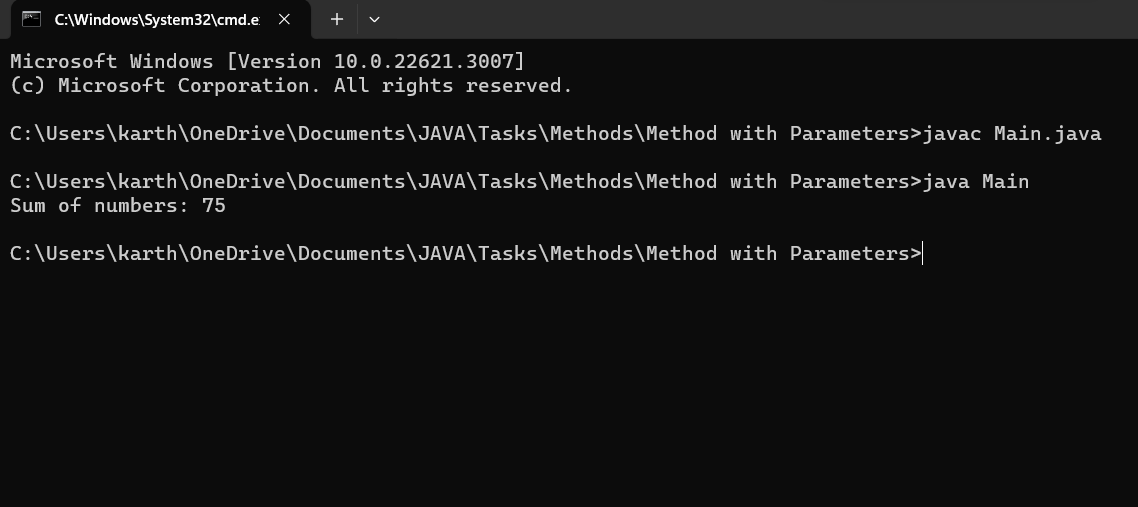 C:\Windows\System32\cmd.e
Microsoft Windows [Version 10.0.22621.3007]
(c) Microsoft Corporation. All rights reserved.
C:\Users\karth\OneDrive\Documents\JAVA\Tasks\Methods\Method with Parameters>javac Main.java
C:\Users\karth\OneDrive\Documents\JAVA\Tasks\Methods\Method with Parameters>java Main
Sum of numbers: 75
C:\Users\karth\OneDrive\Documents\JAVA\Tasks\Methods\Method with Parameters>